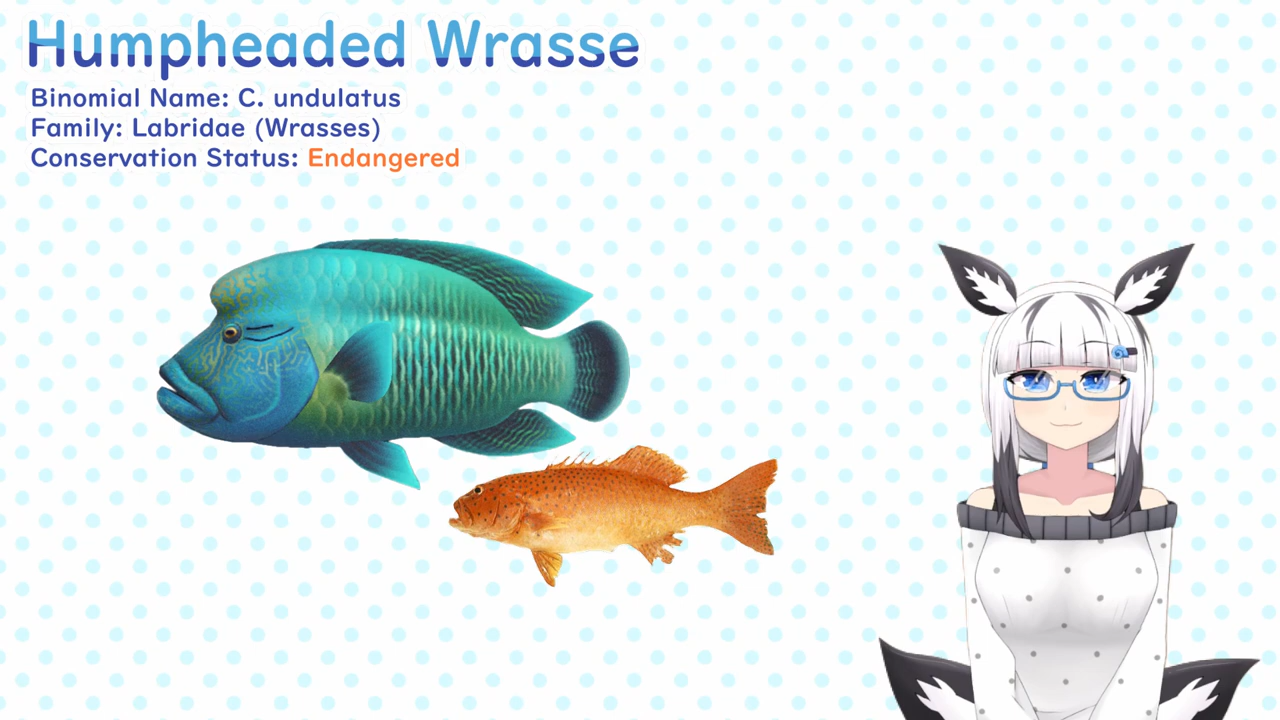 Humpheaded Wrasse
Binomial Name: C. undulatus
Family: Labridae (Wrasses)
Conservation Status: Endangered